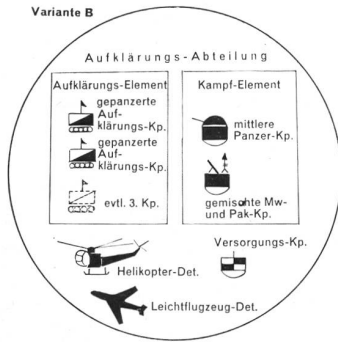 Variante B
Aufklärungs-Abteilung
Aufklärungs-Element
gepanzerte
Auf-
klärungs-Kp.
gepanzerte
Auf-
klärungs-Kp.
evtl. 3. Kp.
Kampf-Element
mittlere
Panzer-Kp.
gemischte Mw-
und Pak-Kp.
Versorgungs-Kp.
Helikopter-Det.
Leichtflugzeug-Det.